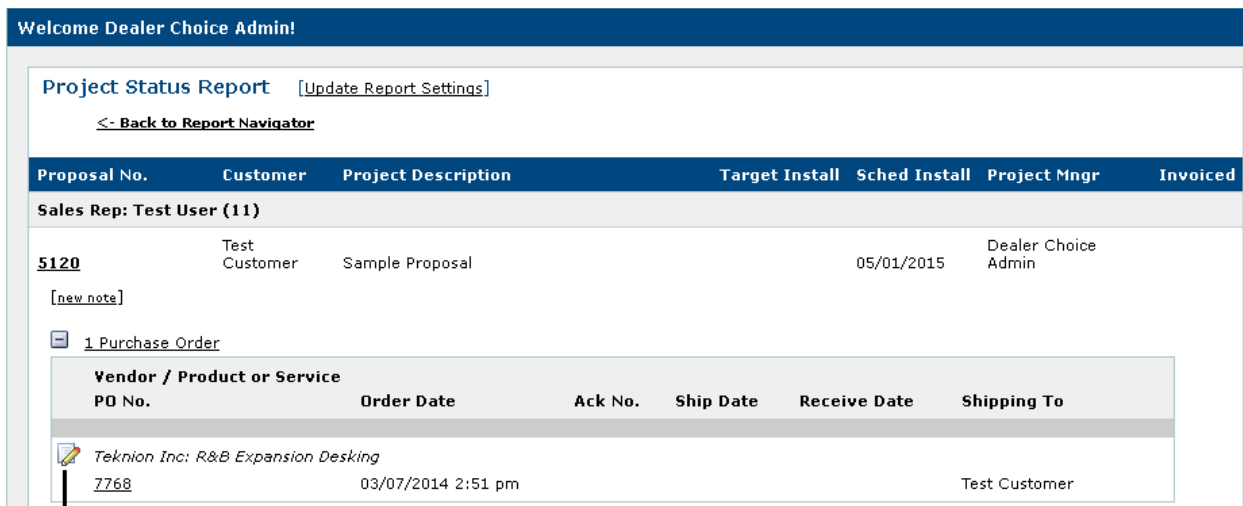 Welcome Dealer Choice Admin!
Project Status Report [Update Report Settings]
<- Back to Report Navigator
Proposal No. Customer Project Description Target Install Sched Install Project Mngr Invoiced
Sales Rep: Test User (11)
5120 Test Customer Sample Proposal 05/01/2015 Dealer Choice Admin
[new note]
1 Purchase Order
Vendor / Product or Service
PO No. Order Date Ack No. Ship Date Receive Date Shipping To
Teknion Inc: R&B Expansion Desking
7768 03/07/2014 2:51 pm Test Customer